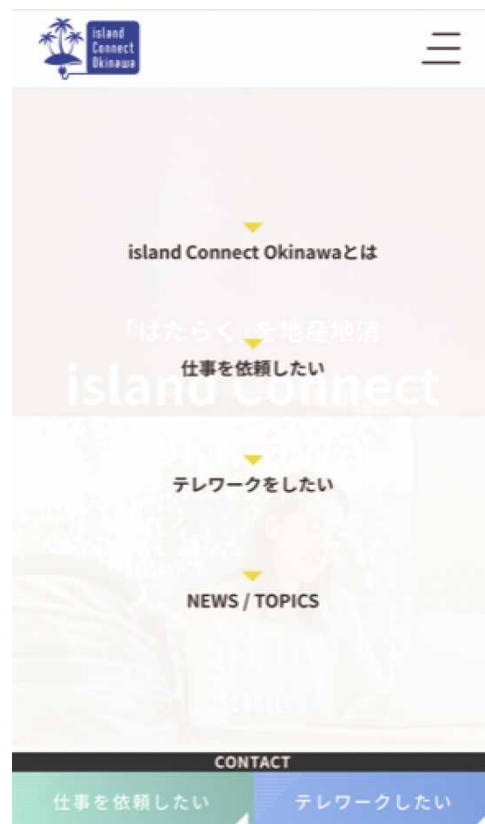 island
Connect
Okinawa
island Connect Okinawaとは
「はたらく」を地産地消
仕事を依頼したい
island Connect
テレワークをしたい
NEWS / TOPICS
CONTACT
仕事を依頼したい
テレワークしたい